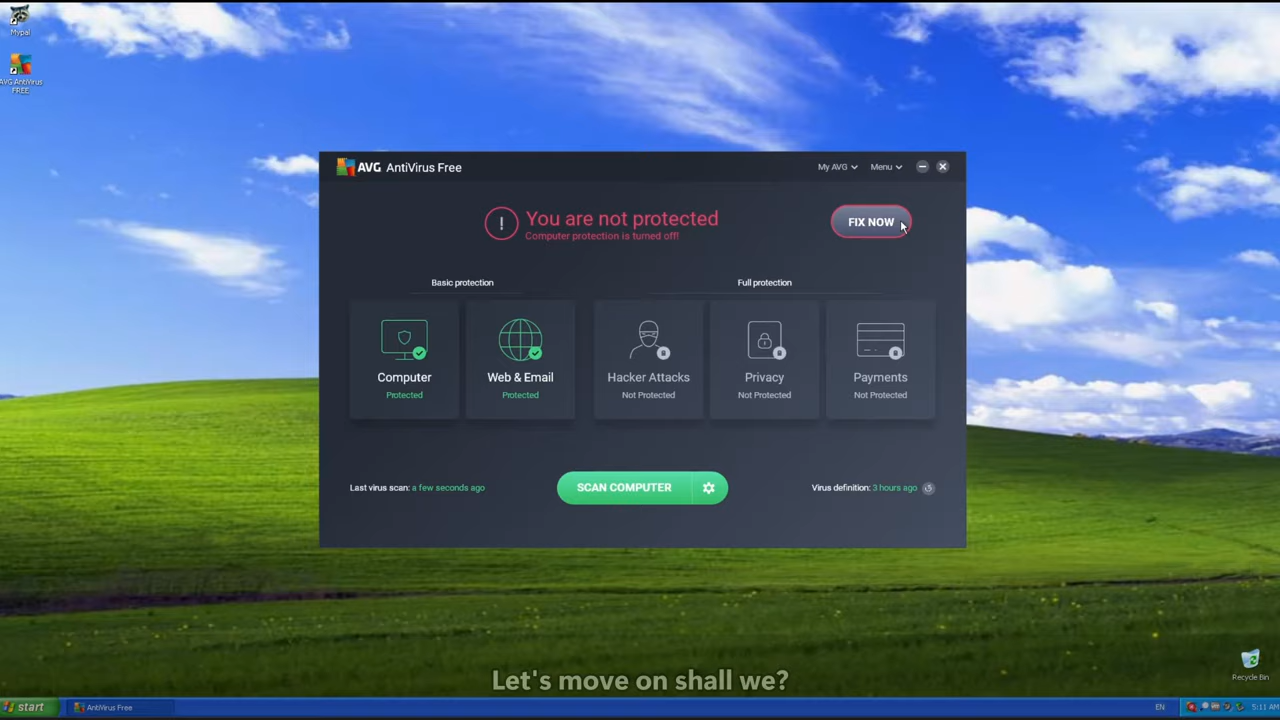 Mypal
AVG AntiVirus
FREE
AVG AntiVirus Free
My AVG
Menu
You are not protected
Computer protection is turned off!
FIX NOW
Basic protection
Full protection
Computer
Protected
Web & Email
Protected
Hacker Attacks
Not Protected
Privacy
Not Protected
Payments
Not Protected
Last virus scan: a few seconds ago
SCAN COMPUTER
Virus definition: 3 hours ago
Let's move on shall we?
Recycle Bin
start
AntiVirus Free
EN
5:11 AM